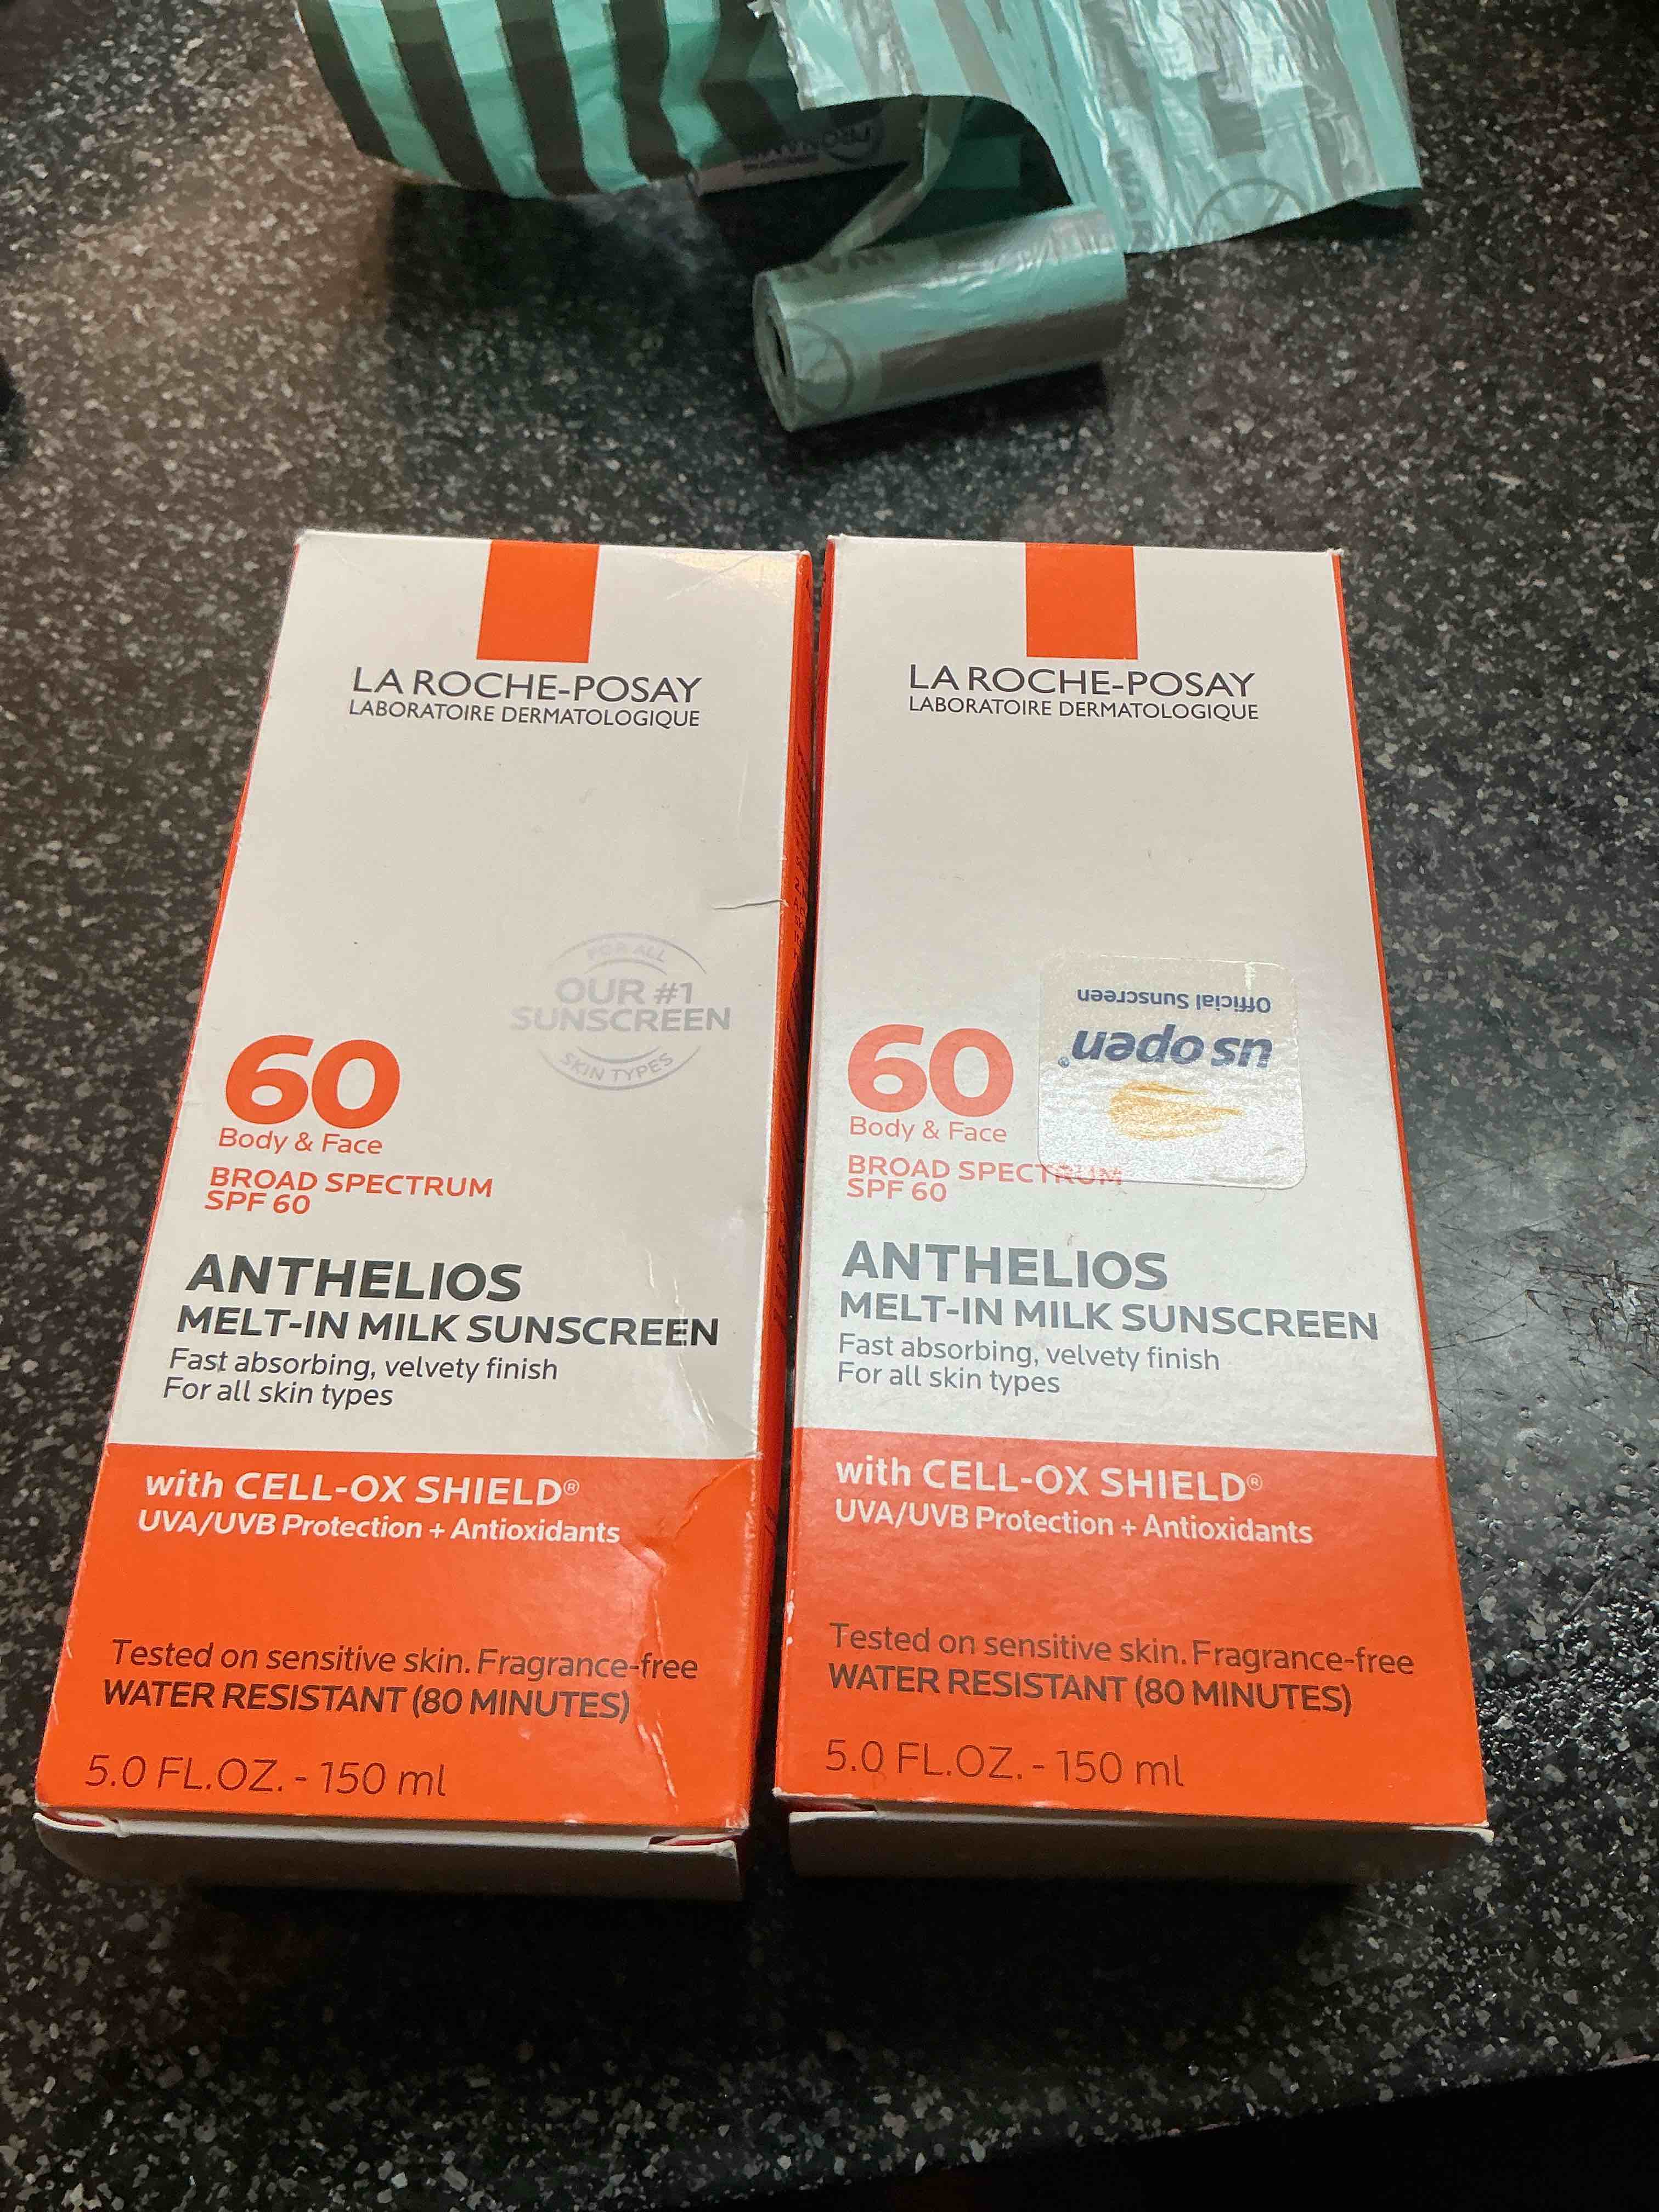 LA ROCHE-POSAY
LABORATOIRE DERMATOLOGIQUE
FOR ALL
OUR #1
SUNSCREEN
SKIN TYPES
60
Body & Face
BROAD SPECTRUM
SPF 60
ANTHELIOS
MELT-IN MILK SUNSCREEN
Fast absorbing, velvety finish
For all skin types
with CELL-OX SHIELD®
UVA/UVB Protection + Antioxidants
Tested on sensitive skin. Fragrance-free
WATER RESISTANT (80 MINUTES)
5.0 FL.OZ. - 150 ml
LA ROCHE-POSAY
LABORATOIRE DERMATOLOGIQUE
us open®
Official Sunscreen
60
Body & Face
BROAD SPECTRUM
SPF 60
ANTHELIOS
MELT-IN MILK SUNSCREEN
Fast absorbing, velvety finish
For all skin types
with CELL-OX SHIELD®
UVA/UVB Protection + Antioxidants
Tested on sensitive skin. Fragrance-free
WATER RESISTANT (80 MINUTES)
5.0 FL.OZ. - 150 ml